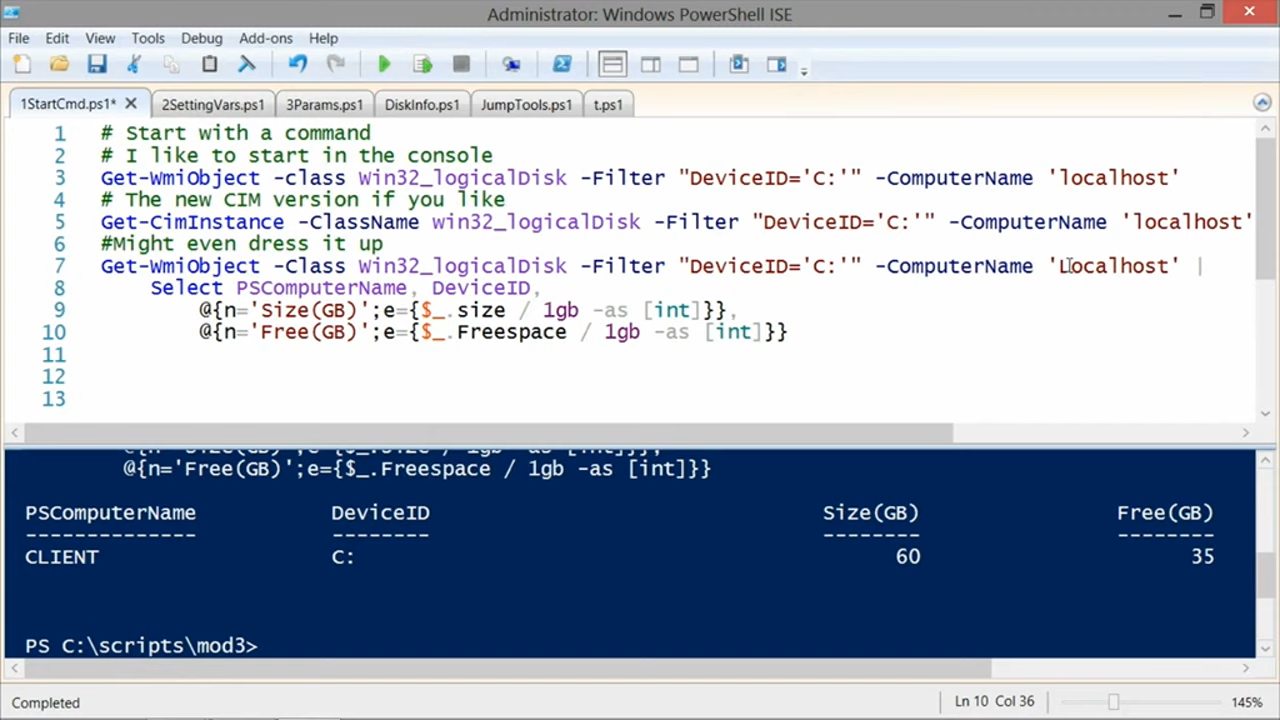 Administrator: Windows PowerShell ISE
File Edit View Tools Debug Add-ons Help
1StartCmd.ps1* 2SettingVars.ps1 3Params.ps1 DiskInfo.ps1 JumpTools.ps1 t.ps1
1 # Start with a command
2 # I like to start in the console
3 Get-WmiObject -class Win32_logicalDisk -Filter "DeviceID='C:'" -ComputerName 'localhost'
4 # The new CIM version if you like
5 Get-CimInstance -ClassName win32_logicalDisk -Filter "DeviceID='C:'" -ComputerName 'localhost'
6 #Might even dress it up
7 Get-WmiObject -Class Win32_logicalDisk -Filter "DeviceID='C:'" -ComputerName 'Localhost' |
8 Select PSComputerName, DeviceID,
9 @{n='Size(GB)';e={$_.size / 1gb -as [int]}},
10 @{n='Free(GB)';e={$_.Freespace / 1gb -as [int]}}
11
12
13
@{n='Size(GB)';e={$_.size / 1gb -as [int]}},
@{n='Free(GB)';e={$_.Freespace / 1gb -as [int]}}
PSComputerName DeviceID Size(GB) Free(GB)
-------------- -------- -------- --------
CLIENT C: 60 35
PS C:\scripts\mod3>
Completed Ln 10 Col 36 145%